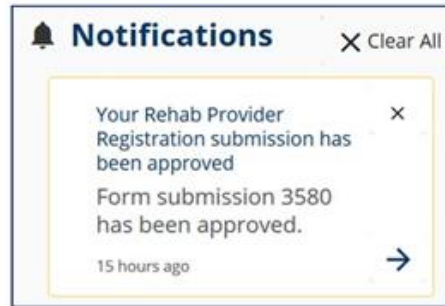 Notifications
Clear All
Your Rehab Provider
Registration submission has
been approved
Form submission 3580
has been approved.
15 hours ago